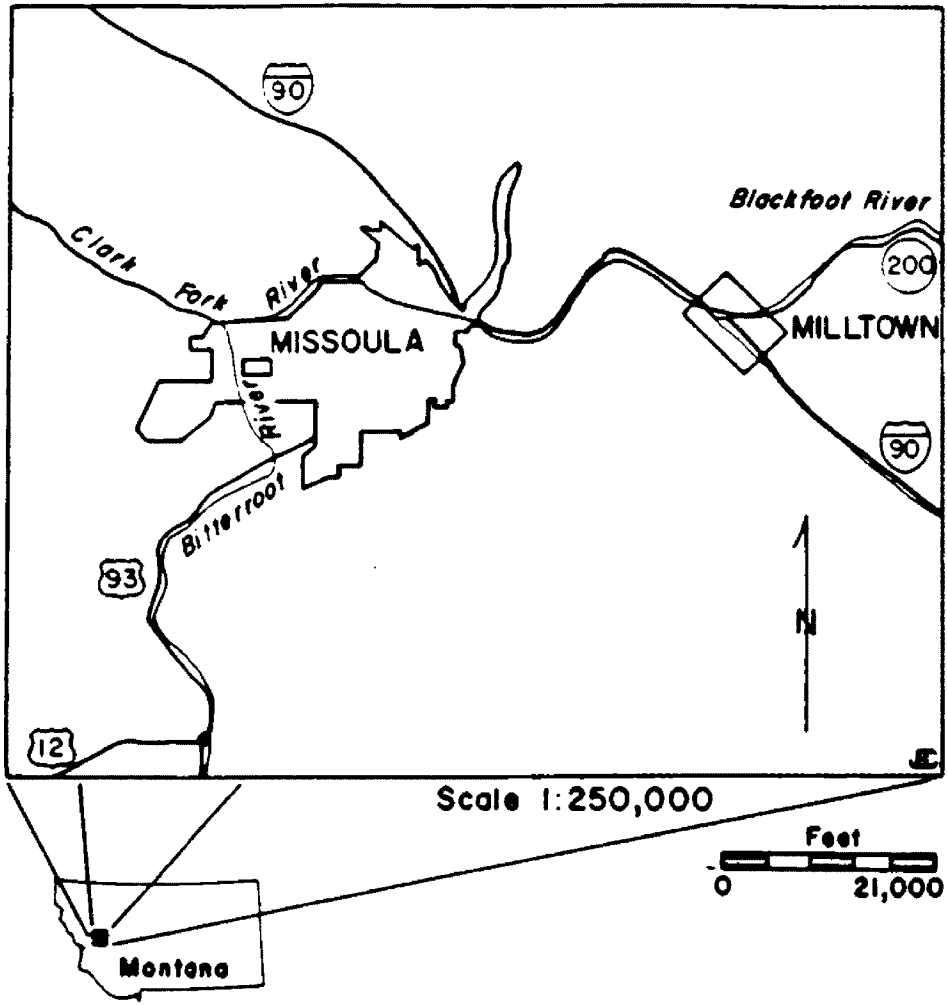 90
Blackfoot River
200
Clark Fork River
MISSOULA
MILLTOWN
River
90
Bitterroot
93
N
12
Scale 1:250,000
Feet
0 21,000
Montana